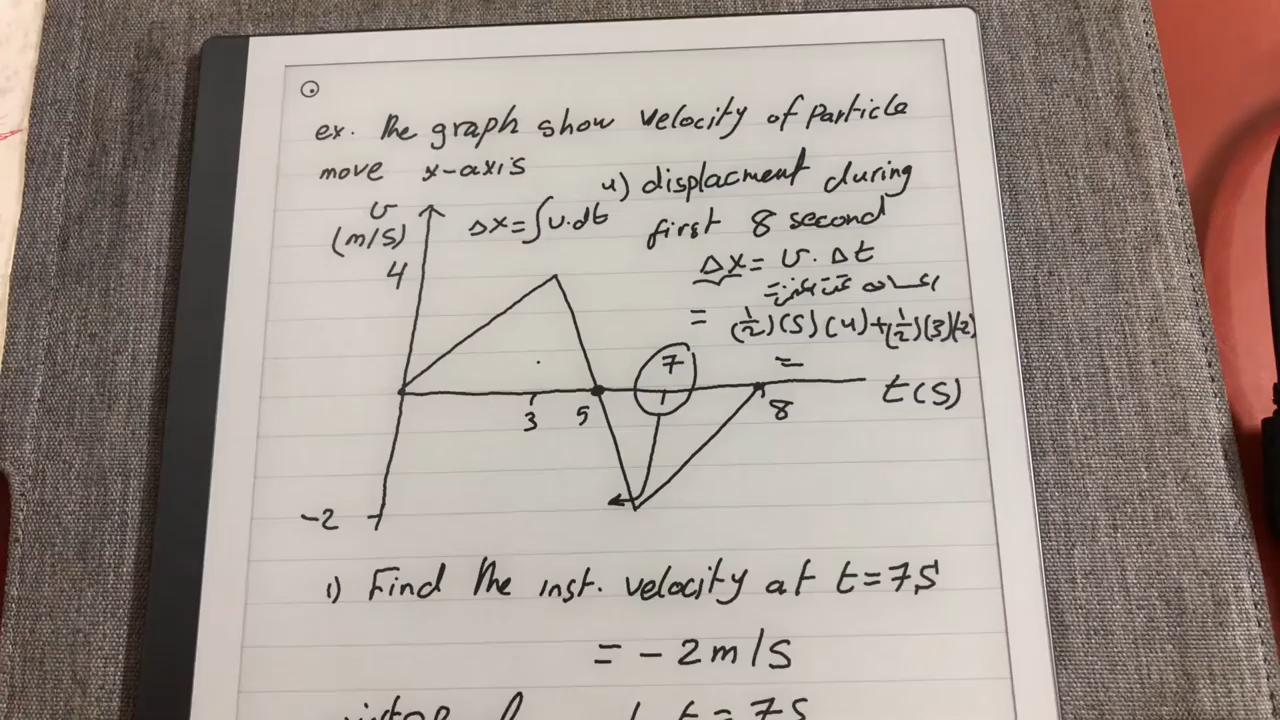 ex. The graph show velocity of particle
move x-axis
4) displacment during
first 8 second
v
(m/s)
Δx = ∫v.dt
Δx = v. Δt
4
= (1/2)(5)(4)+(1/2)(3)(-2)
=
7
3
5
8
t(s)
-2
1) Find the inst. velocity at t=7s
= -2m/s
t = 7s